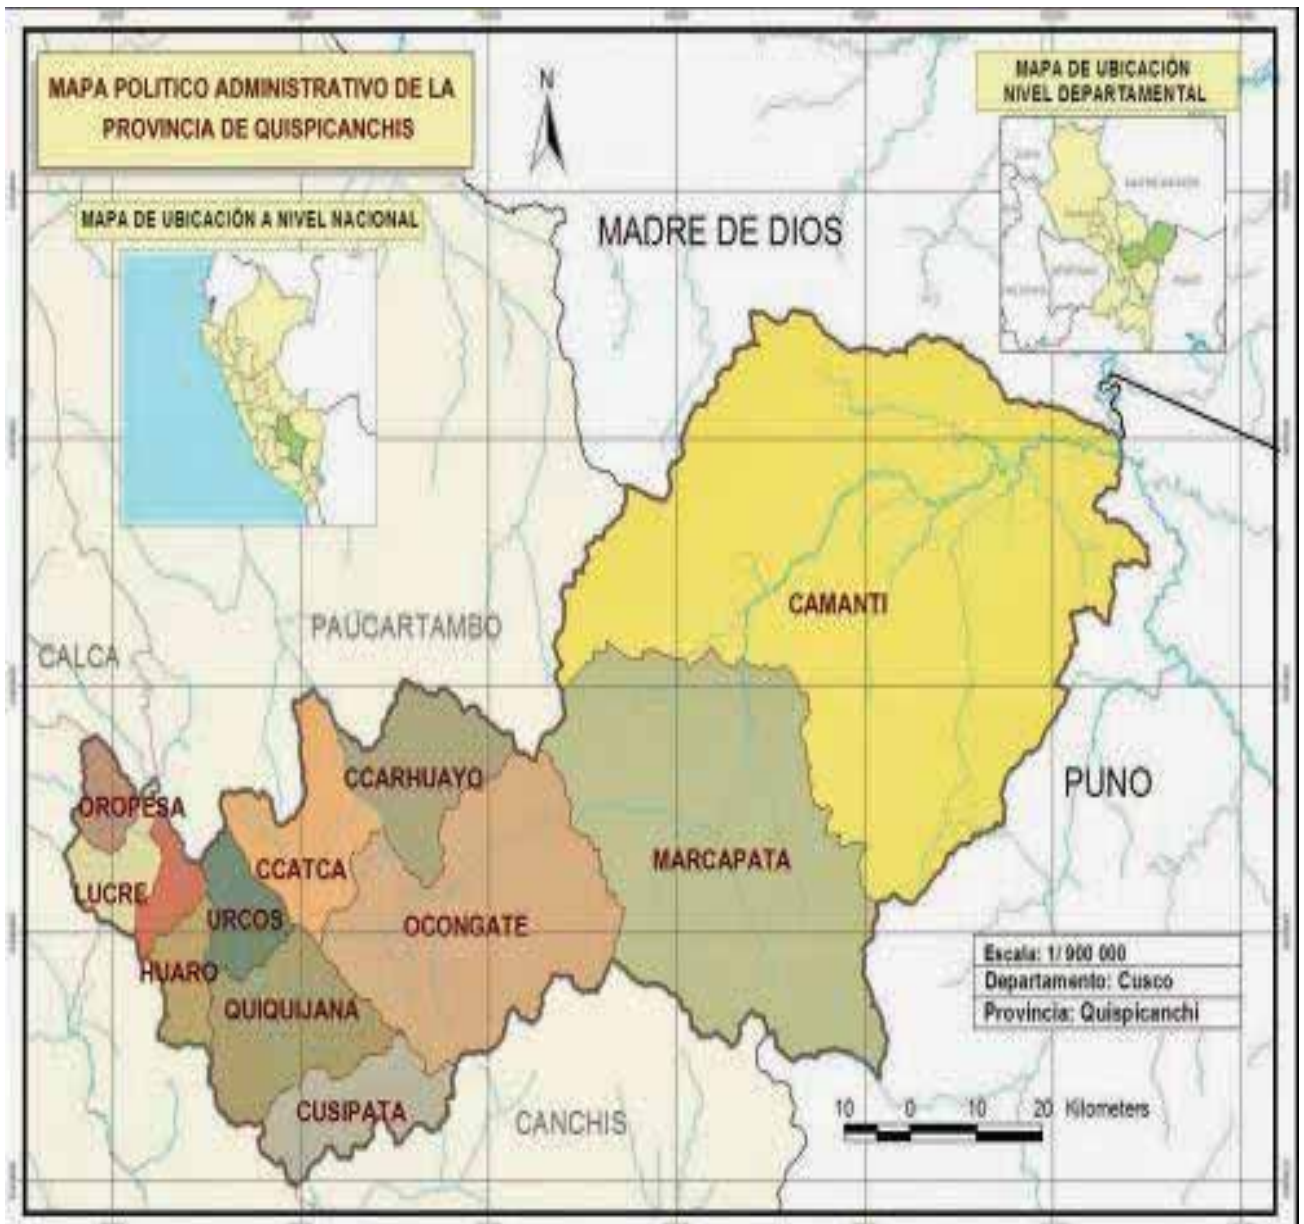 MAPA POLITICO ADMINISTRATIVO DE LA
PROVINCIA DE QUISPICANCHIS
N
MAPA DE UBICACIÓN
NIVEL DEPARTAMENTAL
MAPA DE UBICACIÓN A NIVEL NACIONAL
MADRE DE DIOS
CAMANTI
PAUCARTAMBO
CALCA
CCARHUAYO
PUNO
OROPESA
MARCAPATA
CCATCA
LUCRE
URCOS
OCONGATE
HUARO
QUIQUIJANA
CUSIPATA
CANCHIS
Escala: 1/ 900 000
Departamento: Cusco
Provincia: Quispicanchi
10 0 10 20 Kilometers